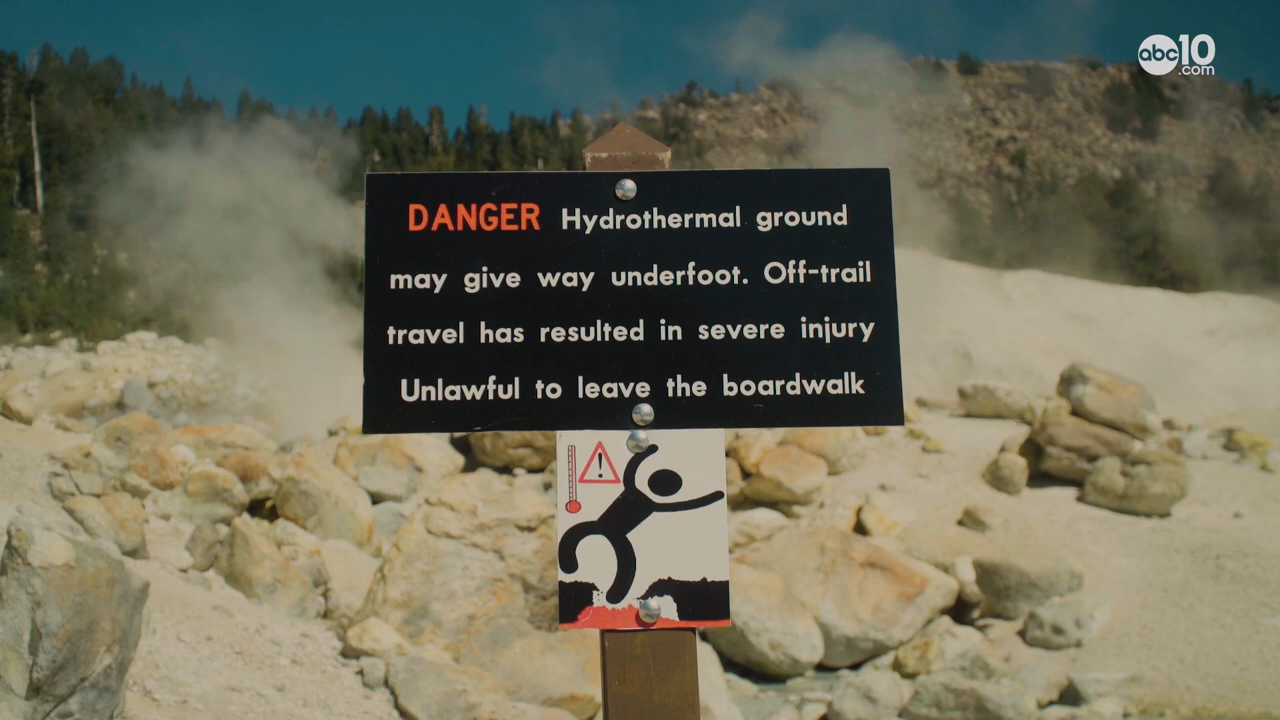 abc10
.com
DANGER Hydrothermal ground
may give way underfoot. Off-trail
travel has resulted in severe injury
Unlawful to leave the boardwalk
!